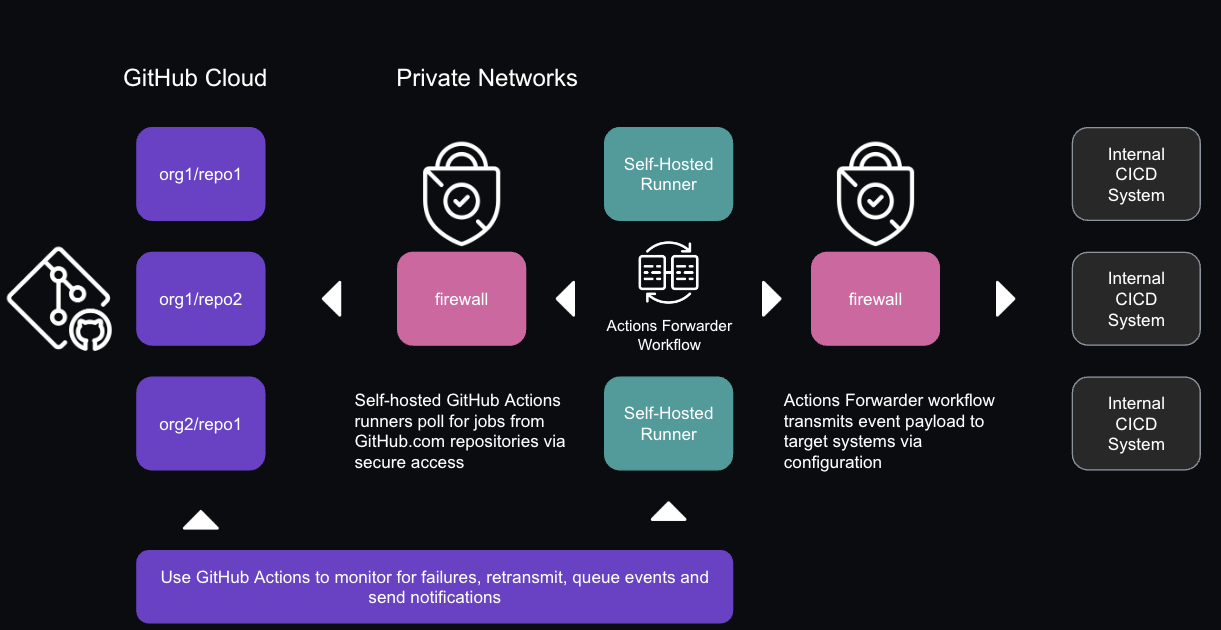 GitHub Cloud
Private Networks
org1/repo1
Self-Hosted
Runner
Internal
CICD
System
org1/repo2
firewall
Actions Forwarder
Workflow
firewall
Internal
CICD
System
org2/repo1
Self-hosted GitHub Actions
runners poll for jobs from
GitHub.com repositories via
secure access
Self-Hosted
Runner
Actions Forwarder workflow
transmits event payload to
target systems via
configuration
Internal
CICD
System
Use GitHub Actions to monitor for failures, retransmit, queue events and
send notifications